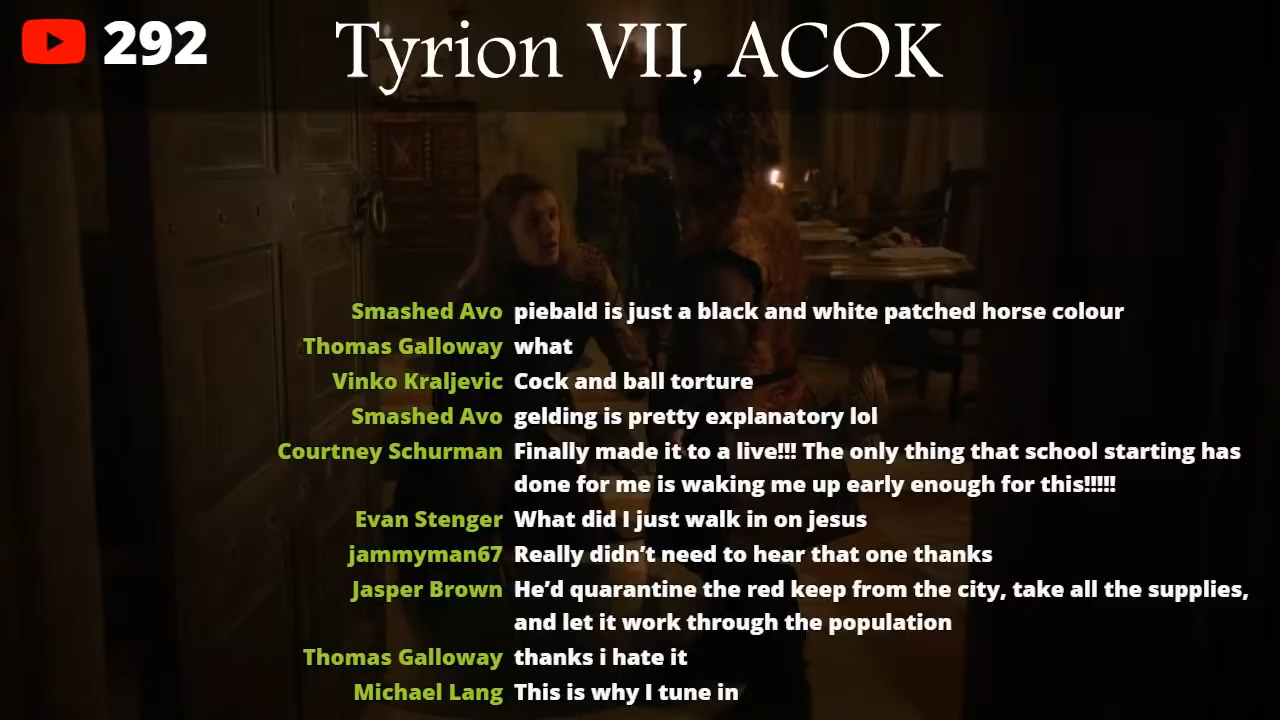 292
Tyrion VII, ACOK
Smashed Avo piebald is just a black and white patched horse colour
Thomas Galloway what
Vinko Kraljevic Cock and ball torture
Smashed Avo gelding is pretty explanatory lol
Courtney Schurman Finally made it to a live!!! The only thing that school starting has
done for me is waking me up early enough for this!!!!!
Evan Stenger What did I just walk in on jesus
jammyman67 Really didn’t need to hear that one thanks
Jasper Brown He’d quarantine the red keep from the city, take all the supplies,
and let it work through the population
Thomas Galloway thanks i hate it
Michael Lang This is why I tune in